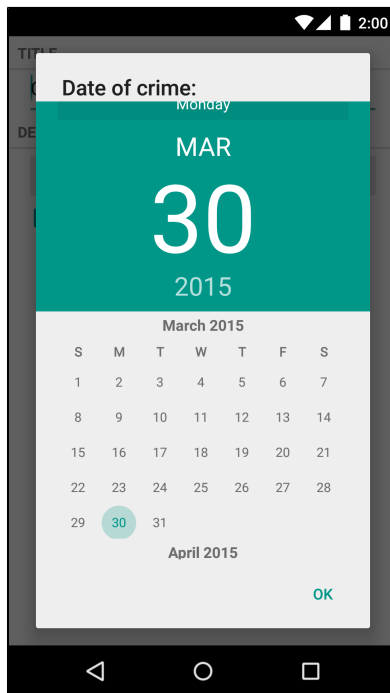 2:00
TITLE
Date of crime:
DE
Monday
MAR
30
2015
March 2015
S M T W T F S
1 2 3 4 5 6 7
8 9 10 11 12 13 14
15 16 17 18 19 20 21
22 23 24 25 26 27 28
29 30 31
April 2015
OK